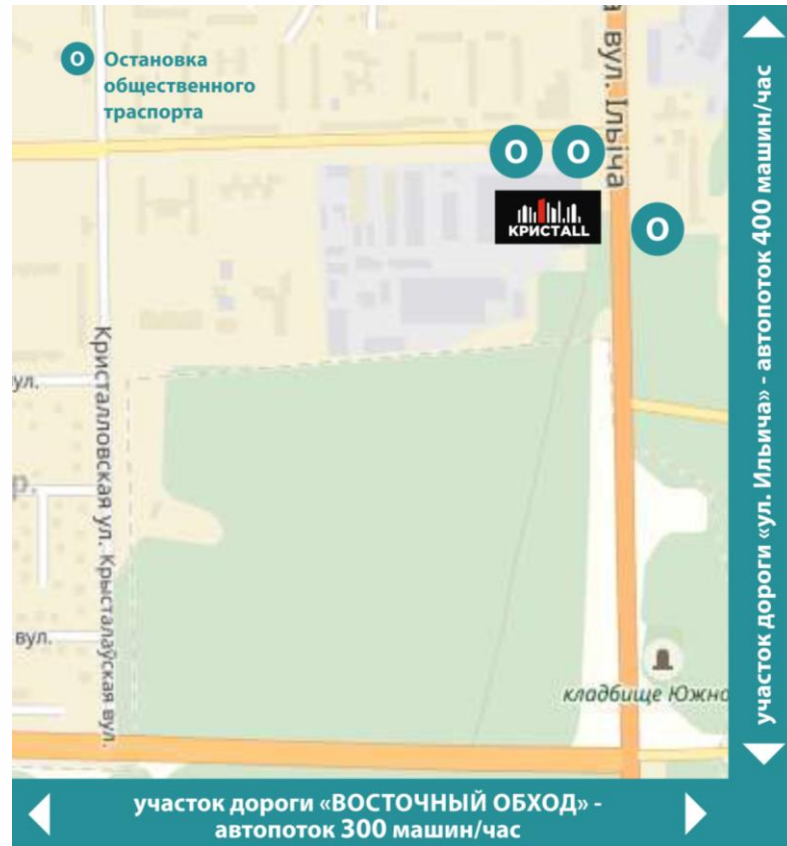 О Остановка
общественного
траспорта
вул. Ільіча
О О
КРИСТАLL
О
ул.
Кристалловская ул. Крысталаўская вул.
р.
вул.
кладбище Южно
участок дороги «ул. Ильича» - автопоток 400 машин/час
участок дороги «ВОСТОЧНЫЙ ОБХОД» -
автопоток 300 машин/час